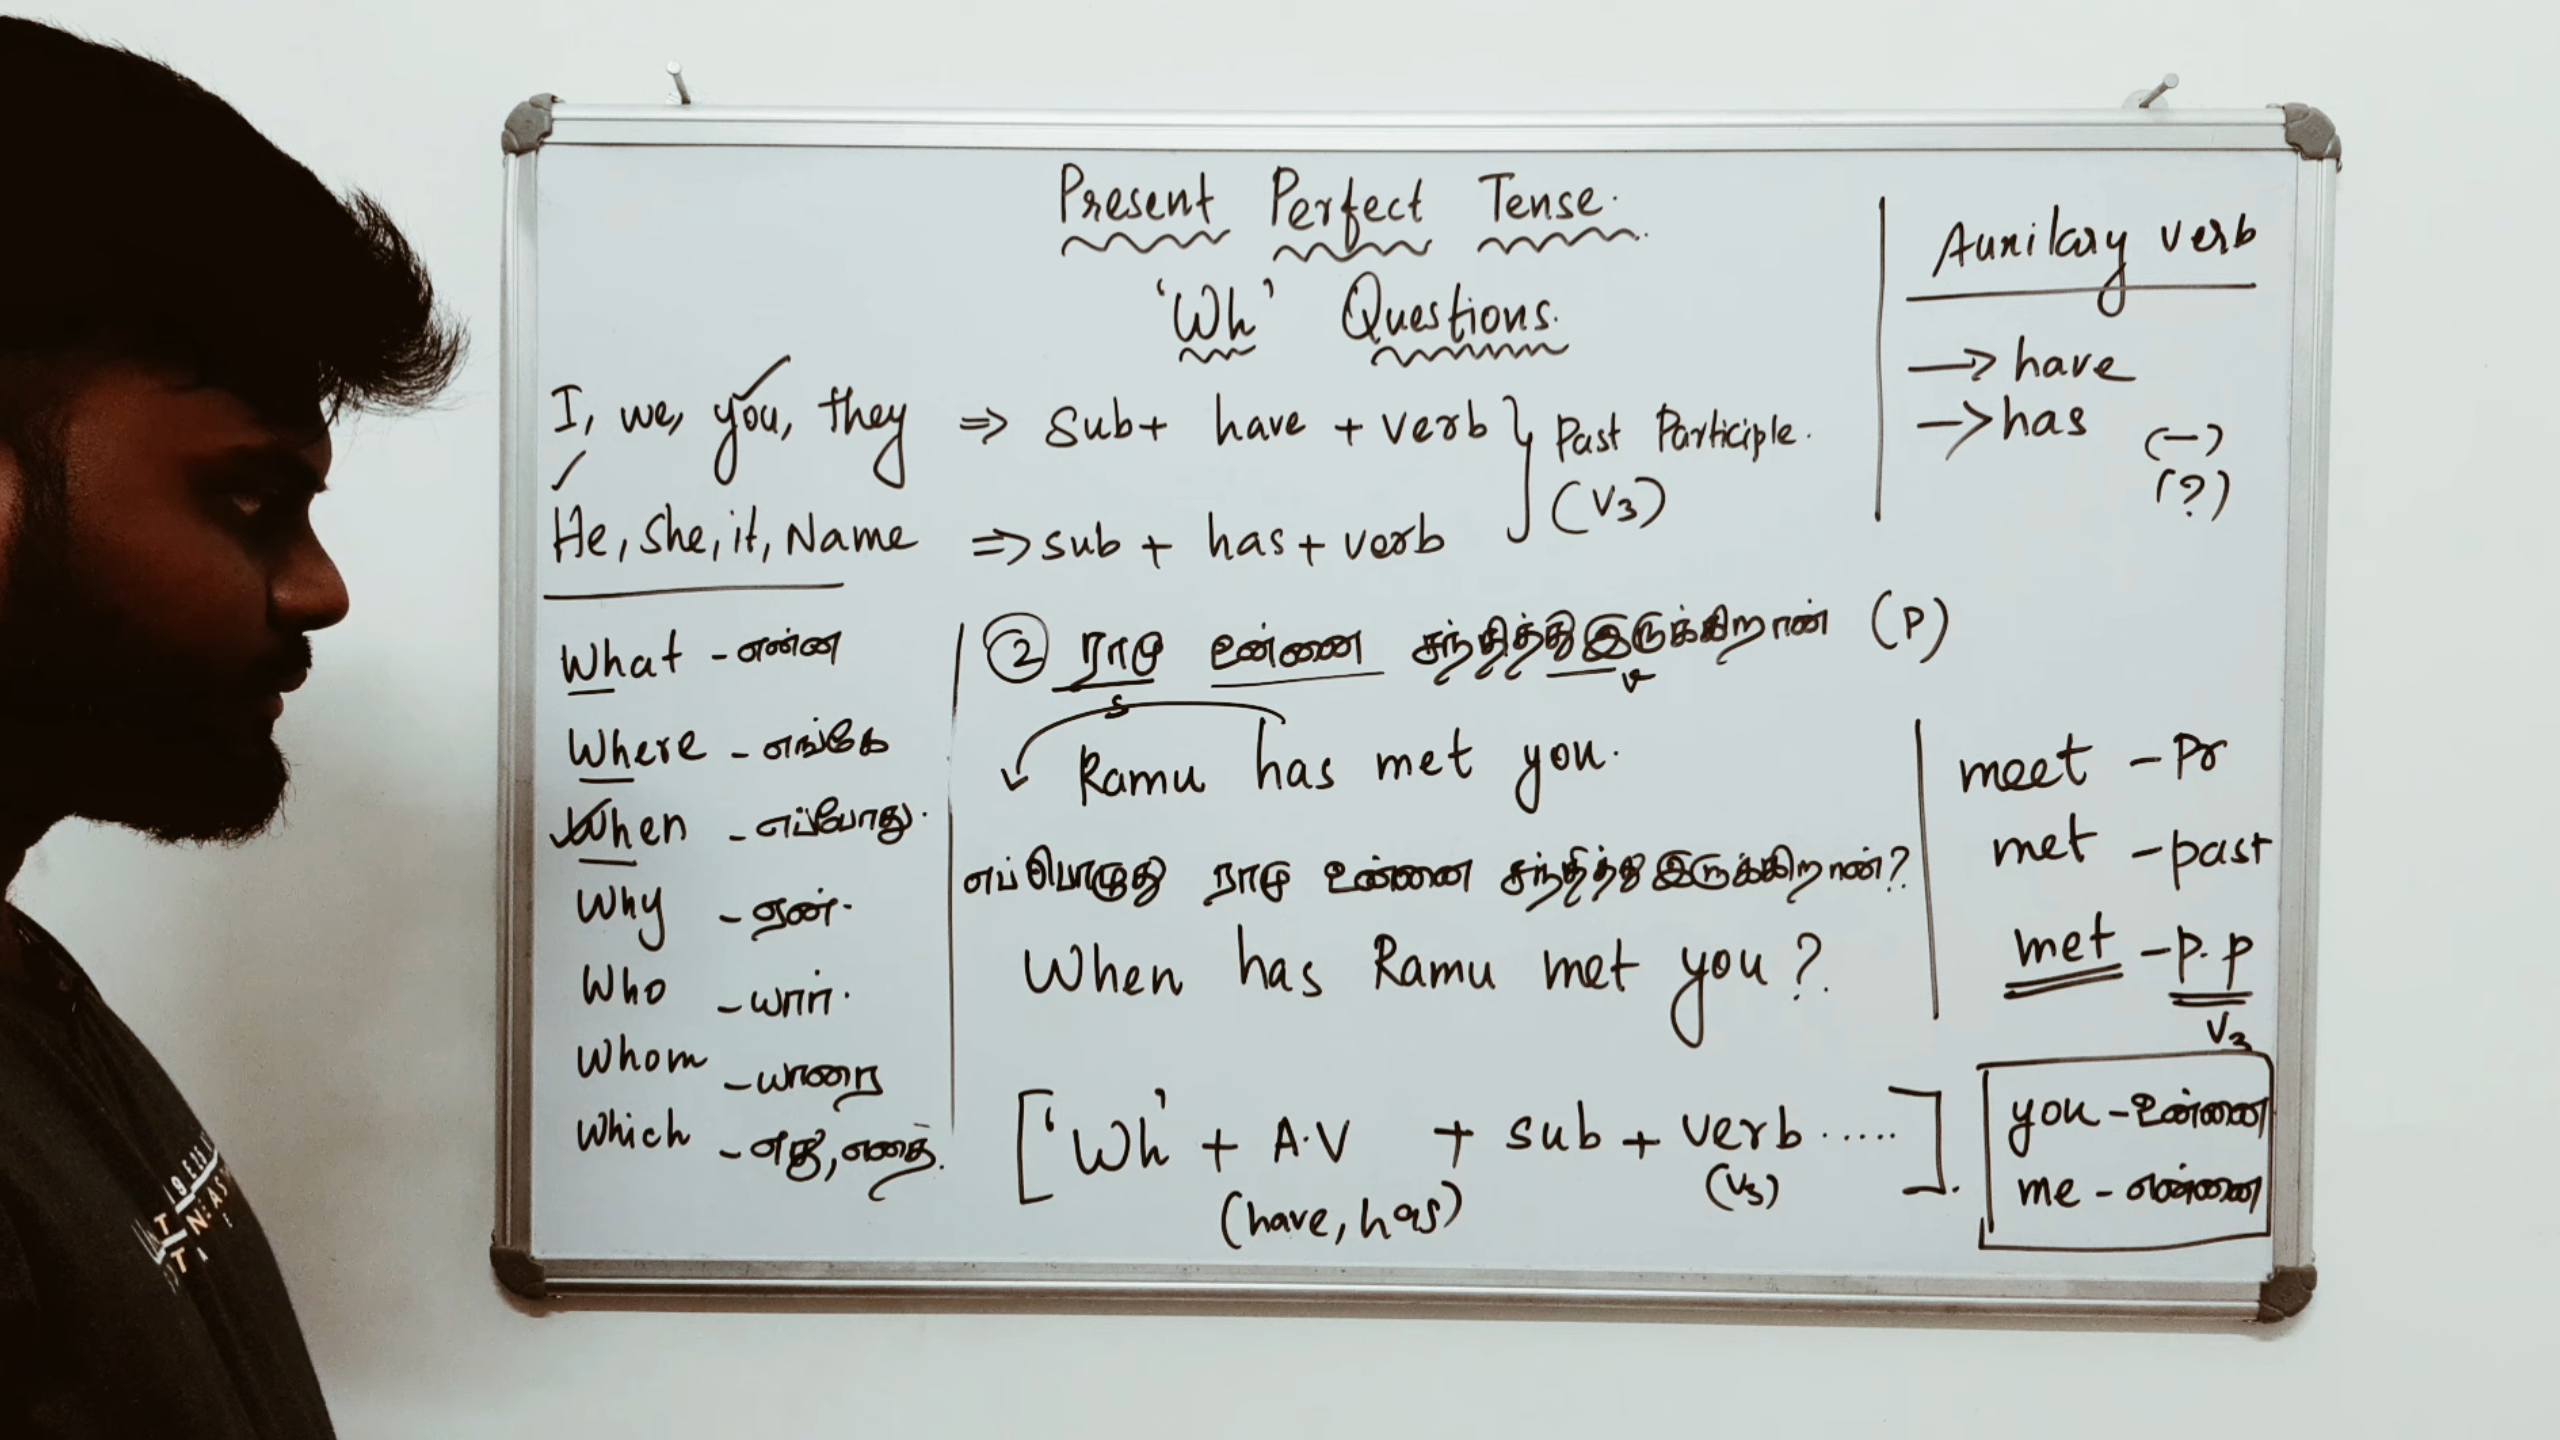 Present Perfect Tense.
'Wh' Questions.
I, we, you, they ⇒ Sub + have + verb } Past Participle.
(V3)
He, She, it, Name ⇒ sub + has + verb
Auxilary verb
→ have
→ has
(-)
(?)
What - என்ன
Where - எங்கே
When - எப்போது.
Why - ஏன்.
Who - யார்.
Whom - யாரை
Which - எது, எதை.
② ராமு உன்னை சந்தித்து இருக்கிறான் (P)
s
v
Ramu has met you.
எப்பொழுது ராமு உன்னை சந்தித்து இருக்கிறான்?
When has Ramu met you?
['Wh' + A.V + sub + verb .....].
(have, has) (V3)
meet - Pr
met - past
met - p.p
V3
you - உன்னை
me - என்னை